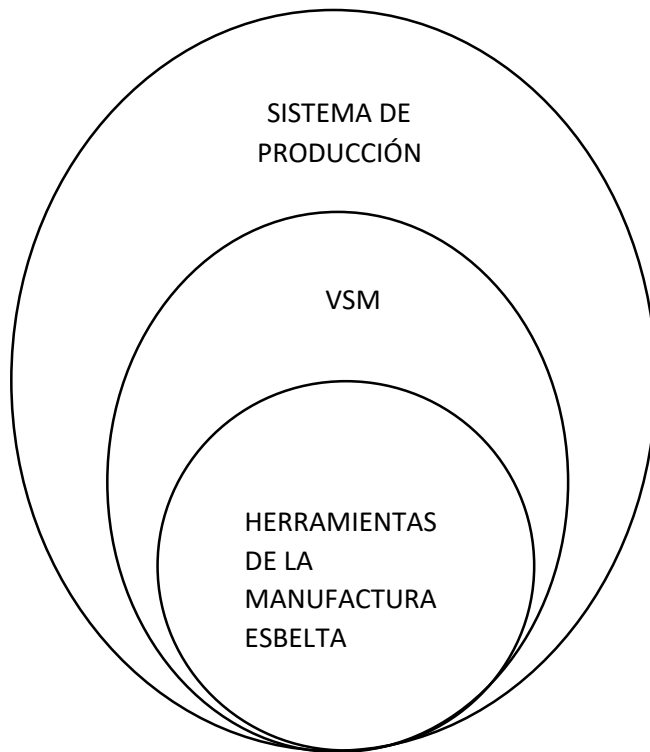 SISTEMA DE
PRODUCCIÓN
VSM
HERRAMIENTAS
DE LA
MANUFACTURA
ESBELTA